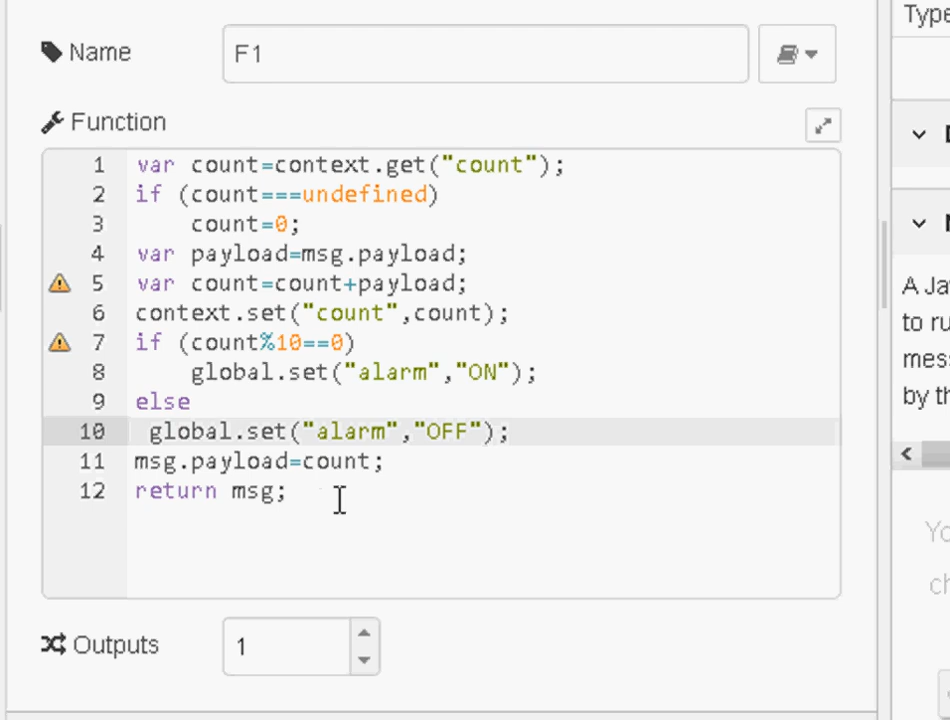 Type
Name
F1
Function
1 var count=context.get("count");
2 if (count===undefined)
3     count=0;
4 var payload=msg.payload;
5 var count=count+payload;
6 context.set("count",count);
7 if (count%10==0)
8     global.set("alarm","ON");
9 else
10  global.set("alarm","OFF");
11 msg.payload=count;
12 return msg;
A Ja
to ru
mess
by th
Yo
ch
Outputs
1